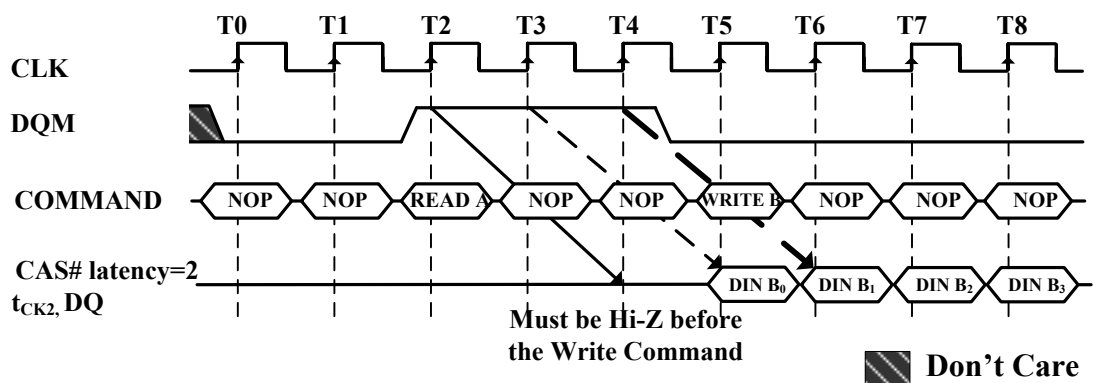 T0 T1 T2 T3 T4 T5 T6 T7 T8
CLK
DQM
COMMAND NOP NOP READ A NOP NOP WRITE B NOP NOP NOP
CAS# latency=2
tCK2, DQ
DIN B0 DIN B1 DIN B2 DIN B3
Must be Hi-Z before
the Write Command
Don't Care